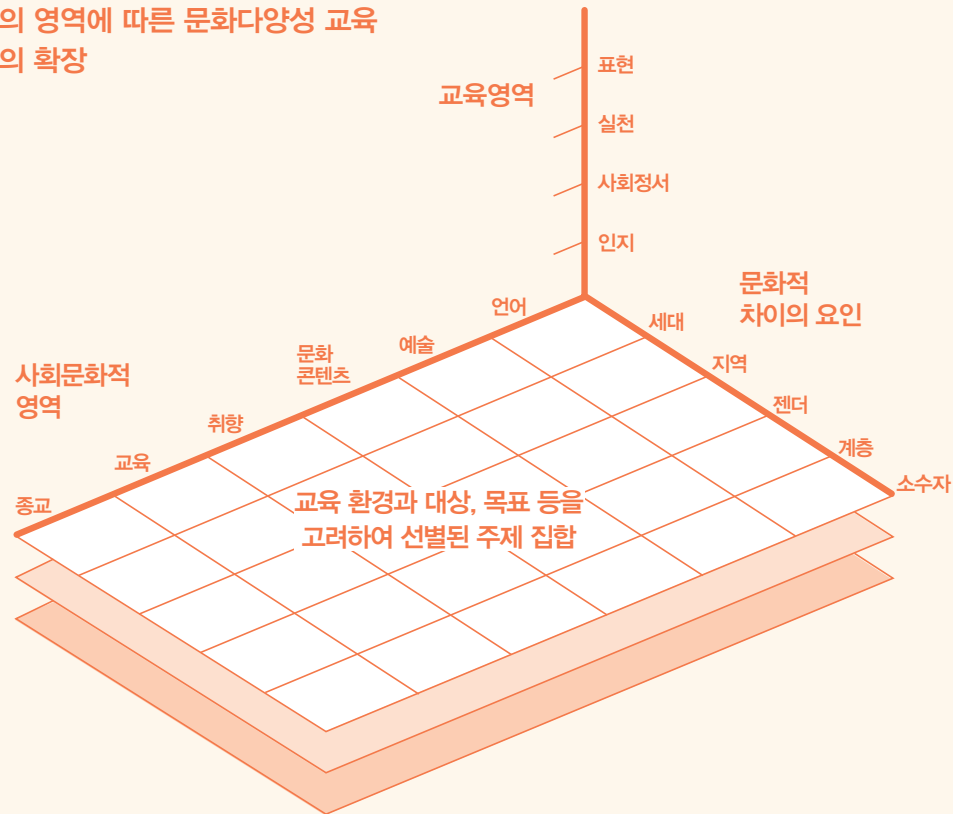 의 영역에 따른 문화다양성 교육
의 확장
표현
교육영역
실천
사회정서
인지
문화적
차이의 요인
언어
세대
예술
문화
콘텐츠
지역
사회문화적
영역
젠더
취향
계층
교육
소수자
종교
교육 환경과 대상, 목표 등을
고려하여 선별된 주제 집합